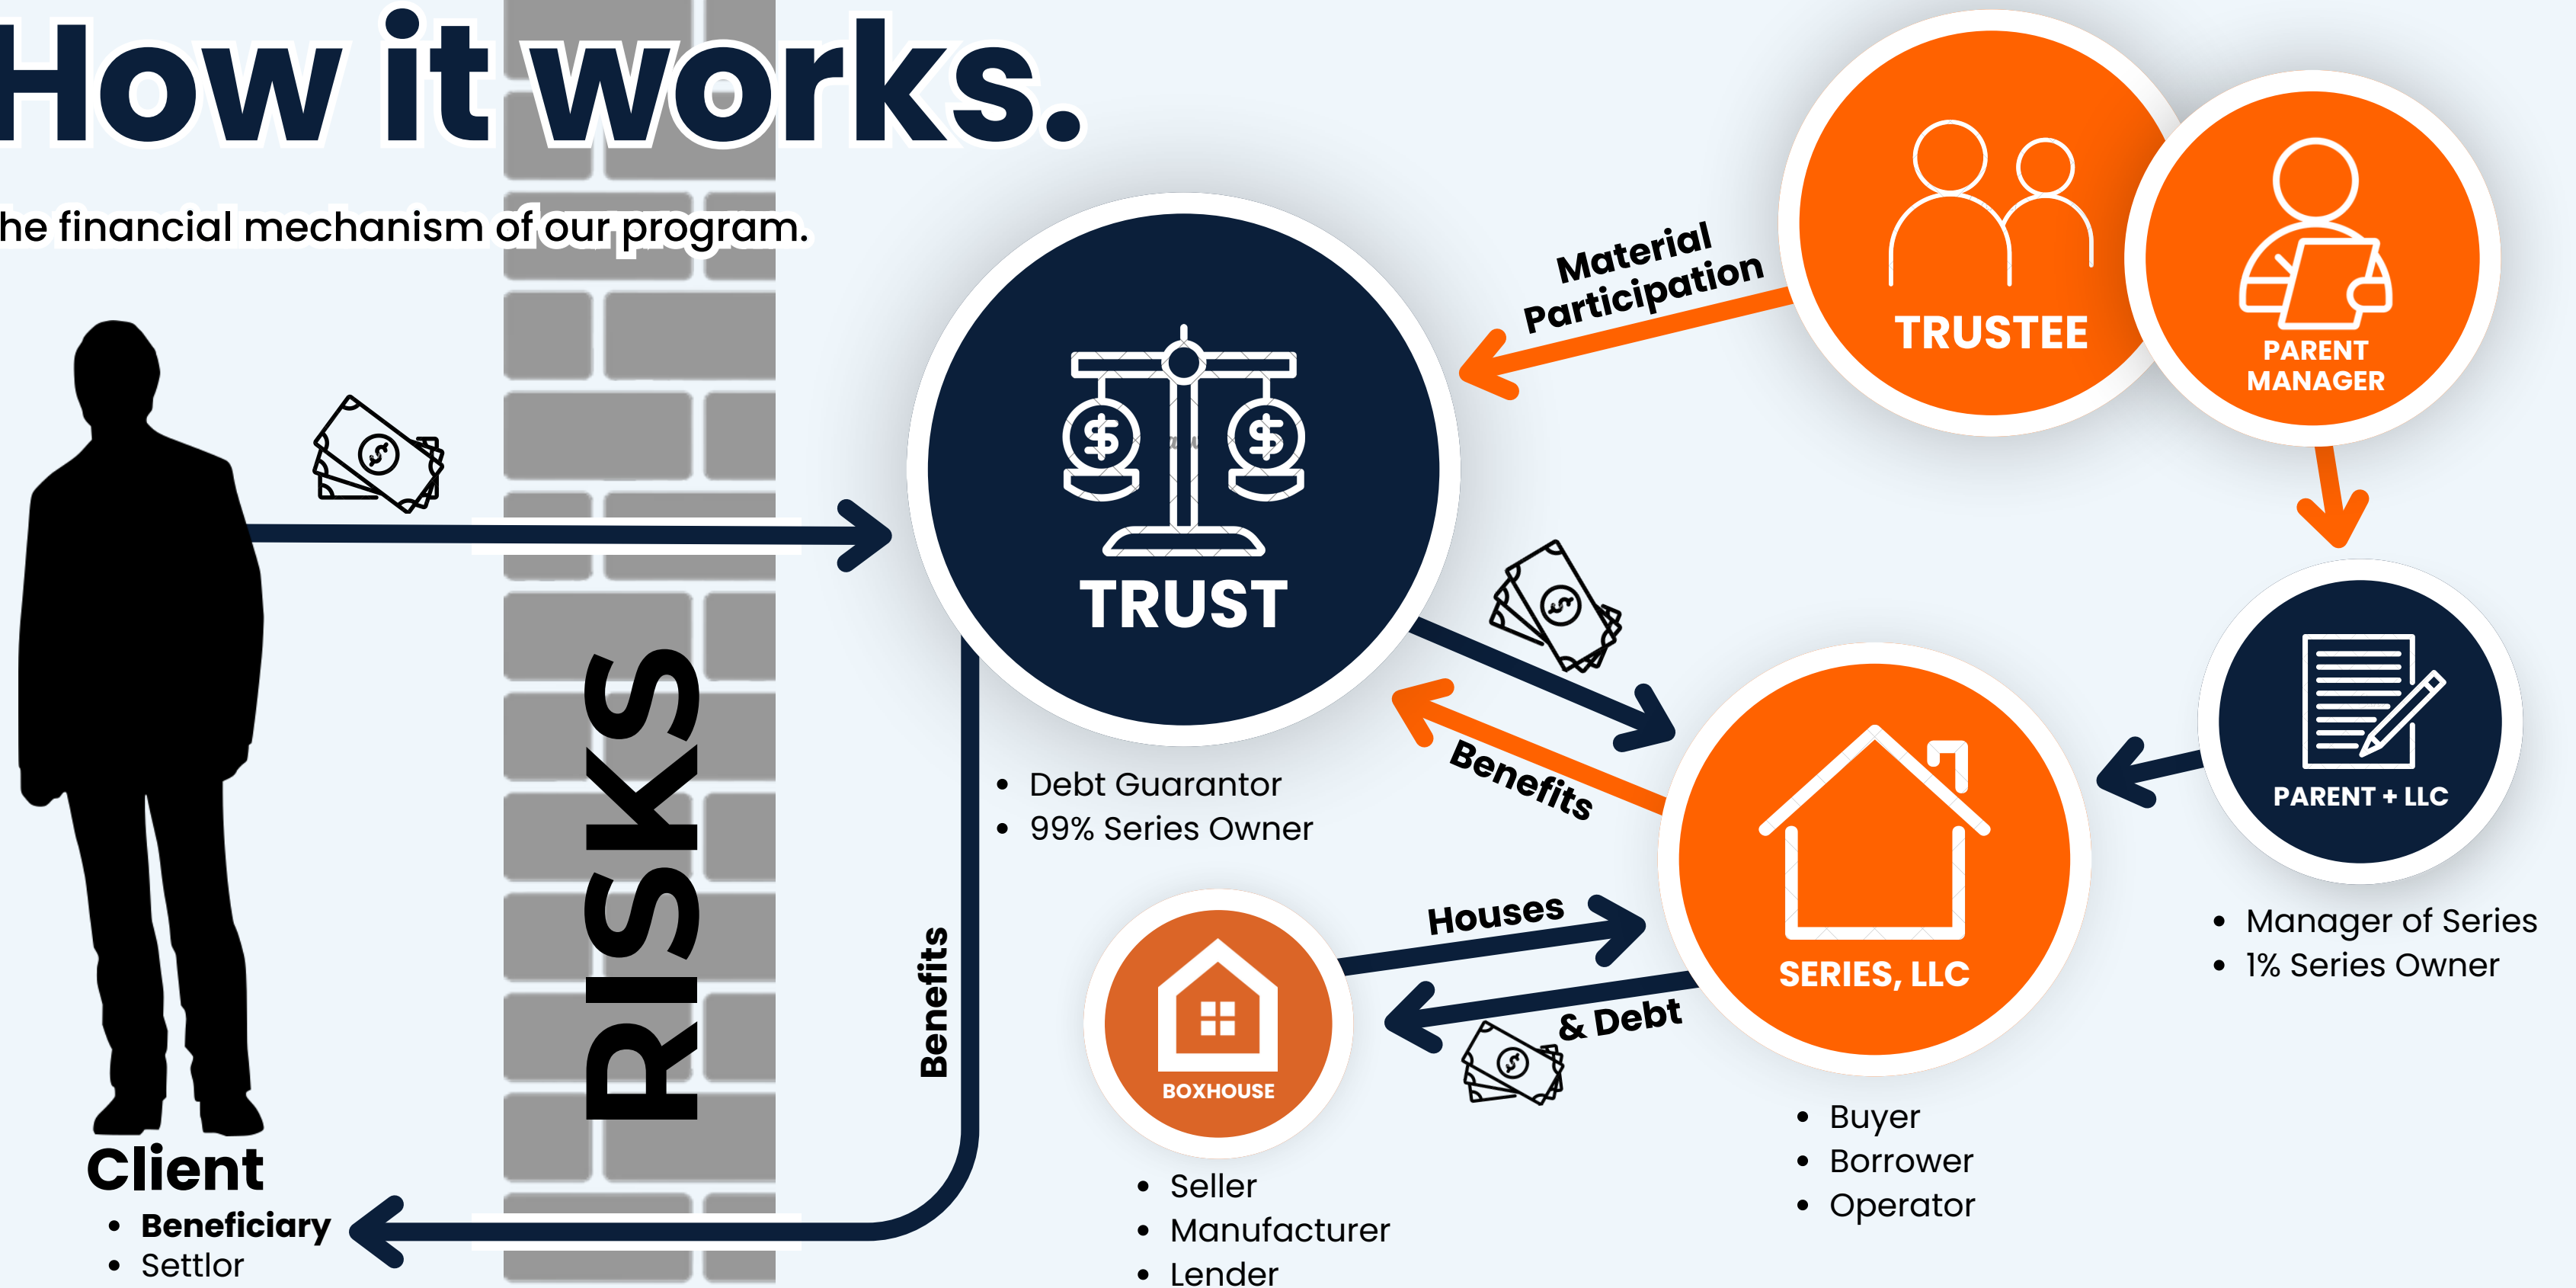 How it works.
he financial mechanism of our program.
Material
Participation
TRUSTEE
PARENT
MANAGER
TRUST
Debt Guarantor
99% Series Owner
Benefits
PARENT + LLC
Manager of Series
1% Series Owner
RISKS
Benefits
Houses
& Debt
SERIES, LLC
Buyer
Borrower
Operator
BOXHOUSE
Seller
Manufacturer
Lender
Client
Beneficiary
Settlor